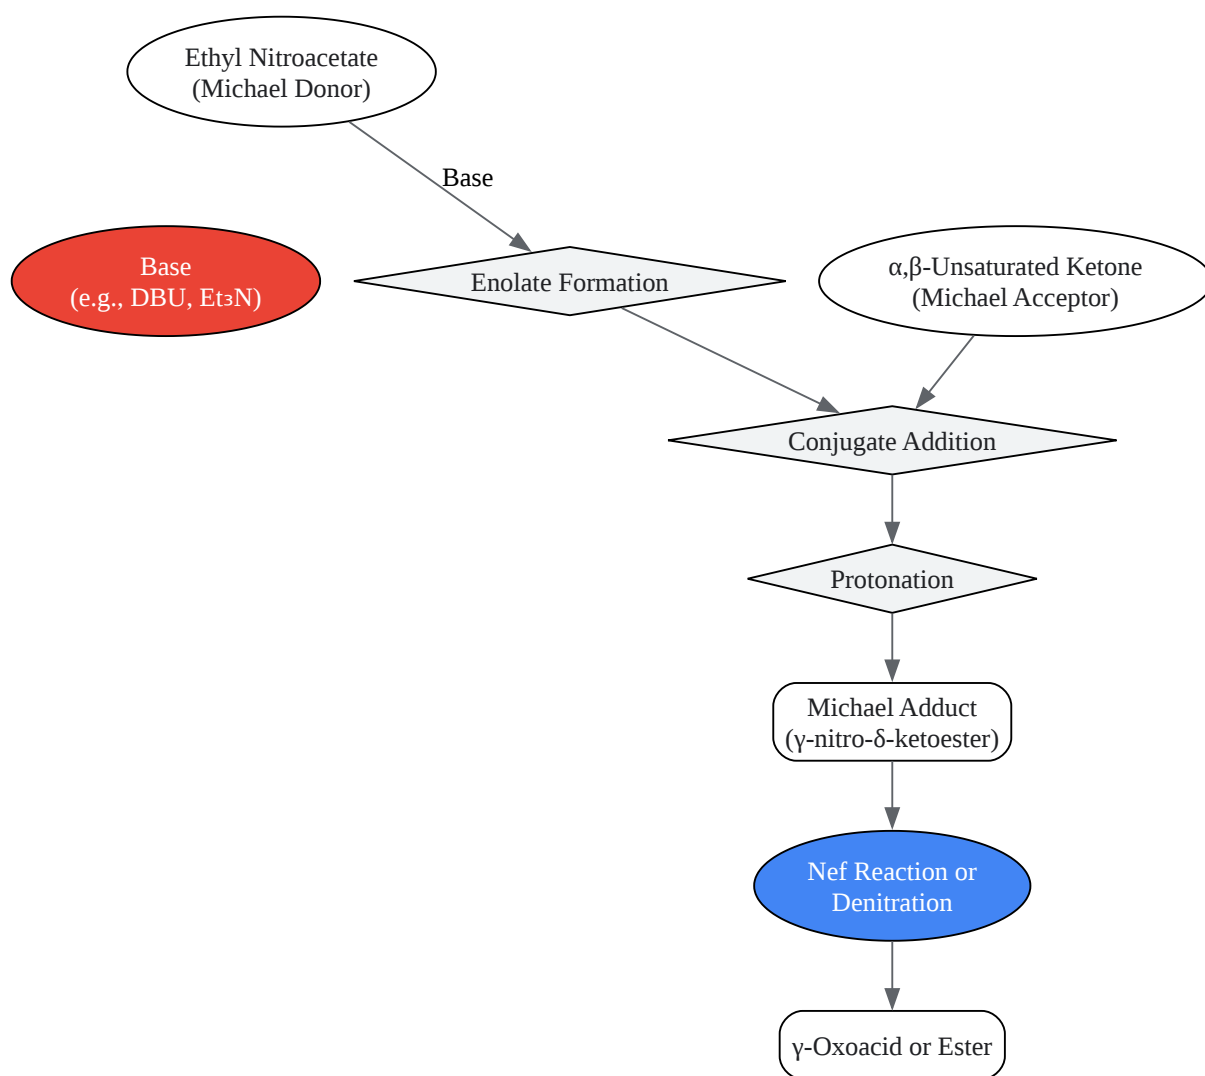 Ethyl Nitroacetate
(Michael Donor)
Base
Base
(e.g., DBU, Et₃N)
Enolate Formation
α,β-Unsaturated Ketone
(Michael Acceptor)
Conjugate Addition
Protonation
Michael Adduct
(γ-nitro-δ-ketoester)
Nef Reaction or
Denitration
γ-Oxoacid or Ester